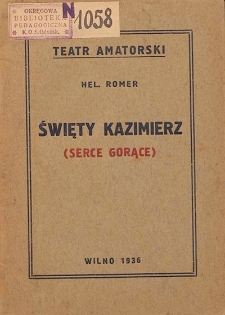 OKRĘGOWA
BIBLIOTEKA
PEDAGOGICZNA
N
1058
TEATR AMATORSKI
HEL. ROMER
ŚWIĘTY KAZIMIERZ
(SERCE GORĄCE)
WILNO 1936